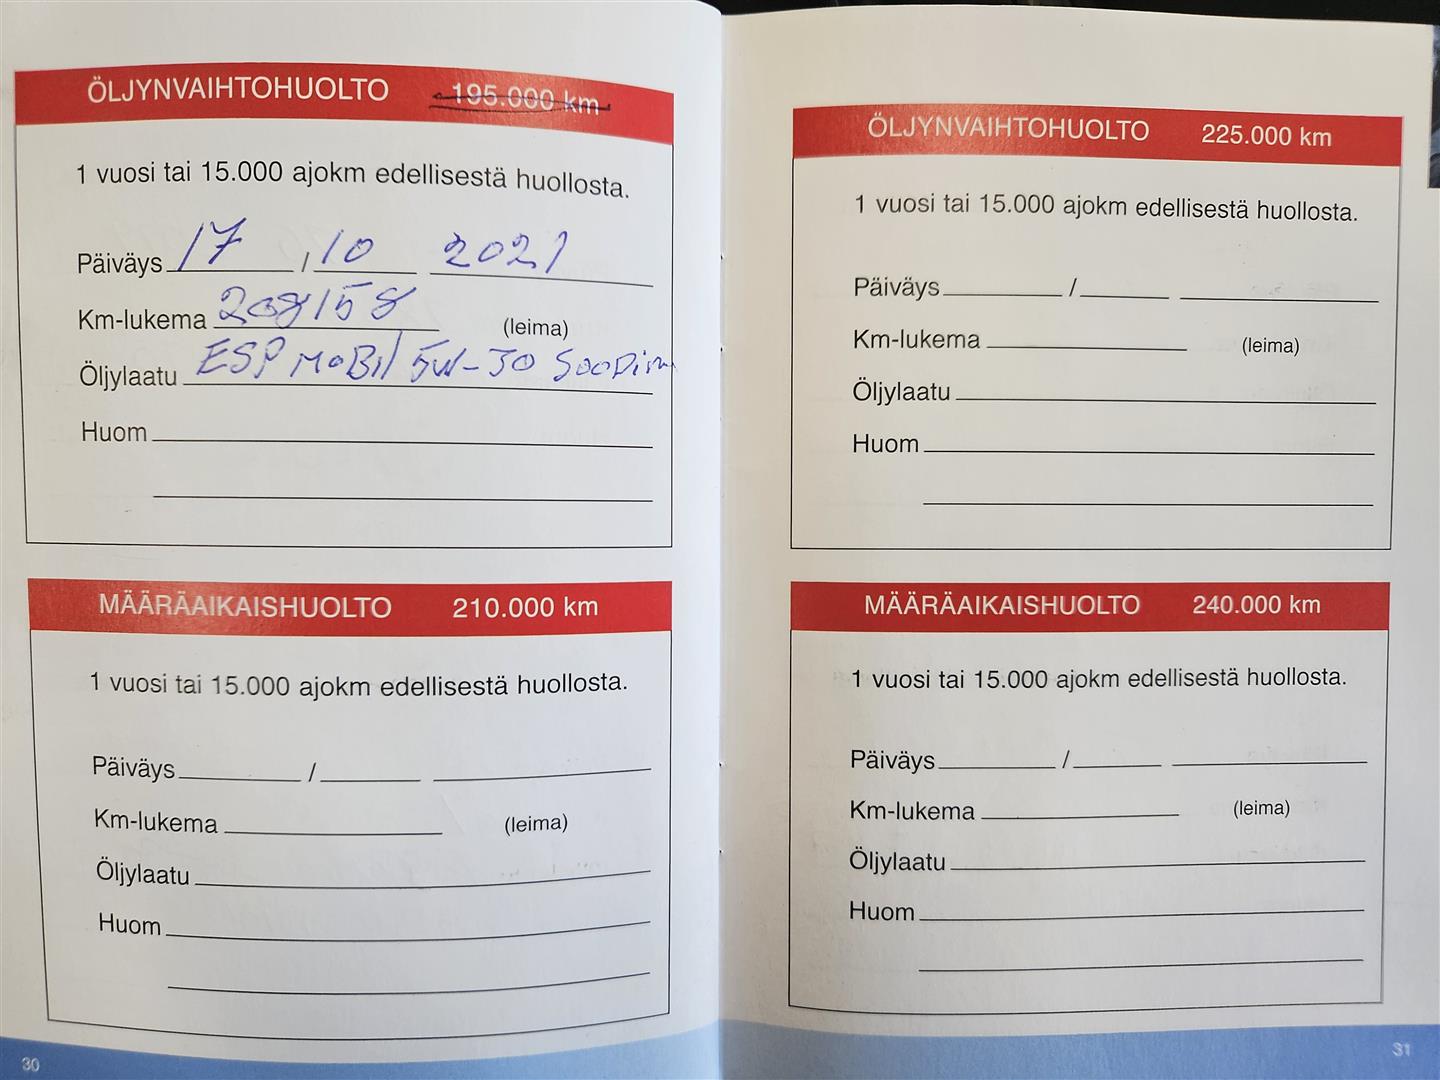 ÖLJYNVAIHTOHUOLTO 195.000 km
1 vuosi tai 15.000 ajokm edellisestä huollosta.
Päiväys 17 / 10 2021
Km-lukema 208158 (leima)
Öljylaatu ESP MoBil 5W-30
Huom
MÄÄRÄAIKAISHUOLTO 210.000 km
1 vuosi tai 15.000 ajokm edellisestä huollosta.
Päiväys /
Km-lukema (leima)
Öljylaatu
Huom
30
ÖLJYNVAIHTOHUOLTO 225.000 km
1 vuosi tai 15.000 ajokm edellisestä huollosta.
Päiväys /
Km-lukema (leima)
Öljylaatu
Huom
MÄÄRÄAIKAISHUOLTO 240.000 km
1 vuosi tai 15.000 ajokm edellisestä huollosta.
Päiväys /
Km-lukema (leima)
Öljylaatu
Huom
31